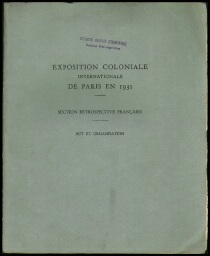 EXPOSITION COLONIALE
INTERNATIONALE
DE PARIS EN 1931
SECTION RÉTROSPECTIVE FRANÇAISE
BUT ET ORGANISATION